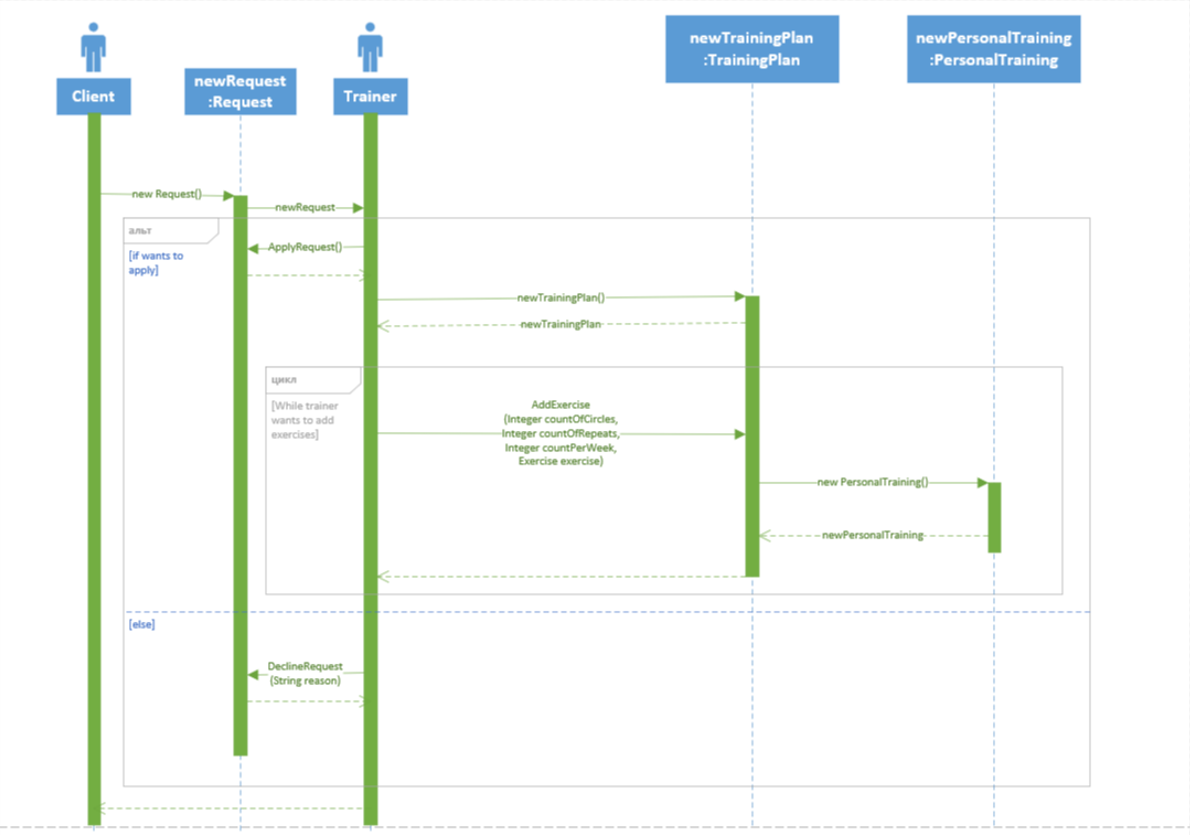 Client
newRequest
:Request
Trainer
newTrainingPlan
:TrainingPlan
newPersonalTraining
:PersonalTraining
new Request()
newRequest
альт
[if wants to
apply]
ApplyRequest()
newTrainingPlan()
newTrainingPlan
цикл
[While trainer
wants to add
exercises]
AddExercise
(Integer countOfCircles,
Integer countOfRepeats,
Integer countPerWeek,
Exercise exercise)
new PersonalTraining()
newPersonalTraining
[else]
DeclineRequest
(String reason)